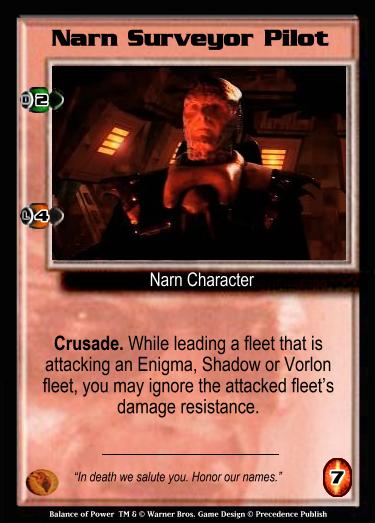 Narn Surveyor Pilot
D 2
L 4
Narn Character
Crusade. While leading a fleet that is
attacking an Enigma, Shadow or Vorlon
fleet, you may ignore the attacked fleet's
damage resistance.
"In death we salute you. Honor our names."
7
Balance of Power TM & © Warner Bros. Game Design © Precedence Publish